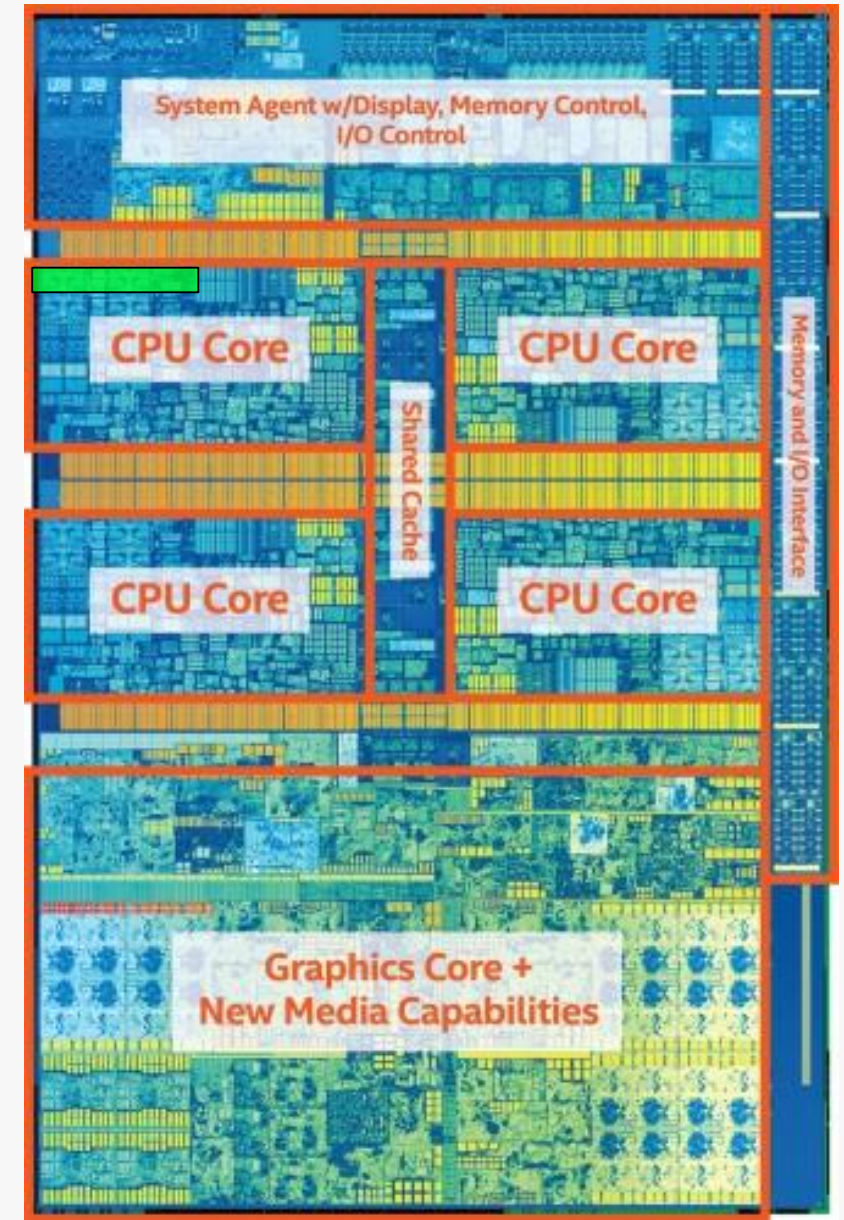 System Agent w/Display, Memory Control,
I/O Control
CPU Core
CPU Core
Shared Cache
Memory and I/O Interface
CPU Core
CPU Core
Graphics Core +
New Media Capabilities